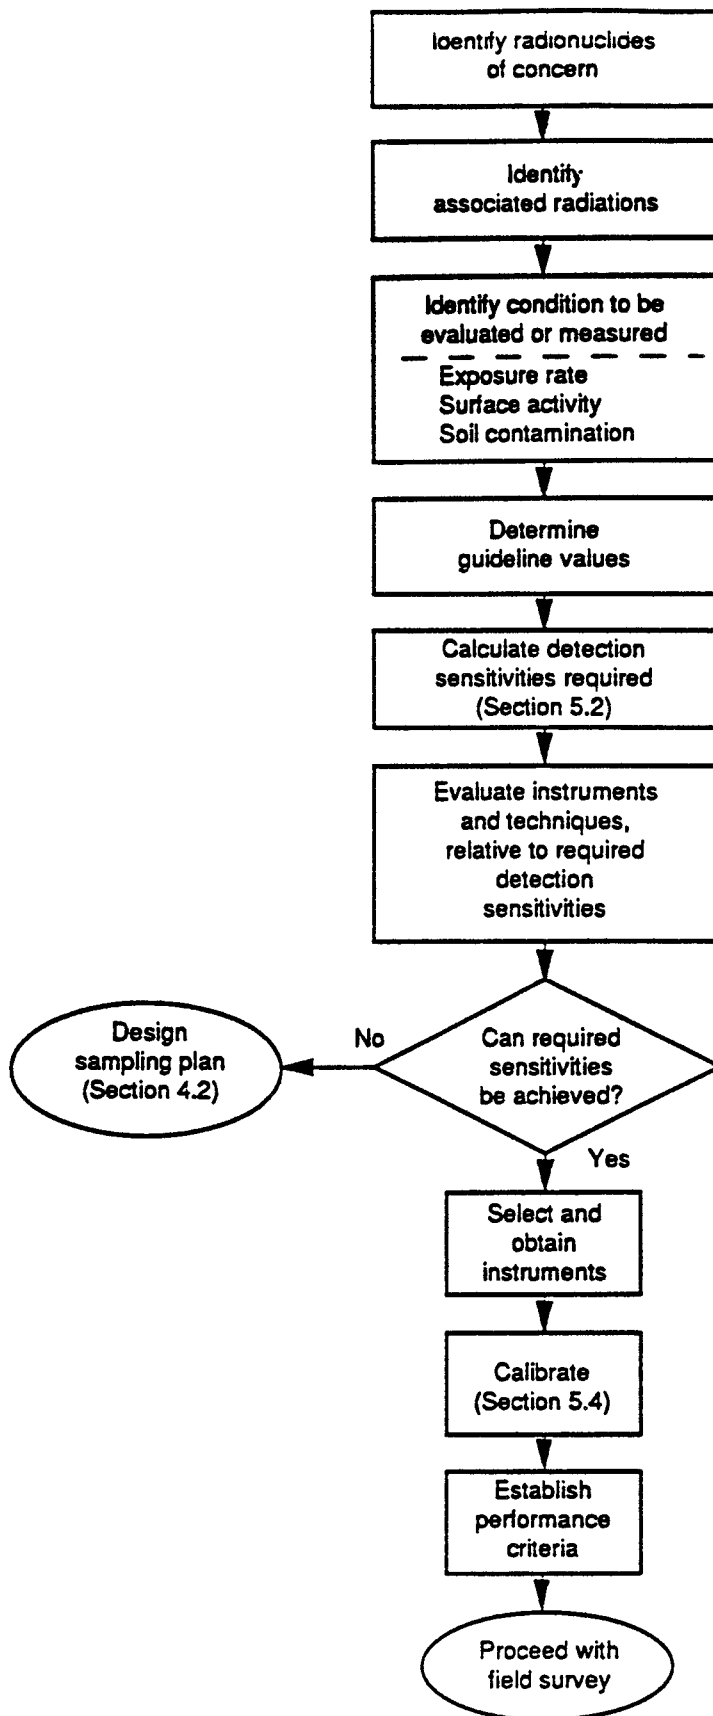 Identify radionuclides
of concern
Identify
associated radiations
Identify condition to be
evaluated or measured
Exposure rate
Surface activity
Soil contamination
Determine
guideline values
Calculate detection
sensitivities required
(Section 5.2)
Evaluate instruments
and techniques,
relative to required
detection
sensitivities
Can required
sensitivities
be achieved?
No
Design
sampling plan
(Section 4.2)
Yes
Select and
obtain
instruments
Calibrate
(Section 5.4)
Establish
performance
criteria
Proceed with
field survey